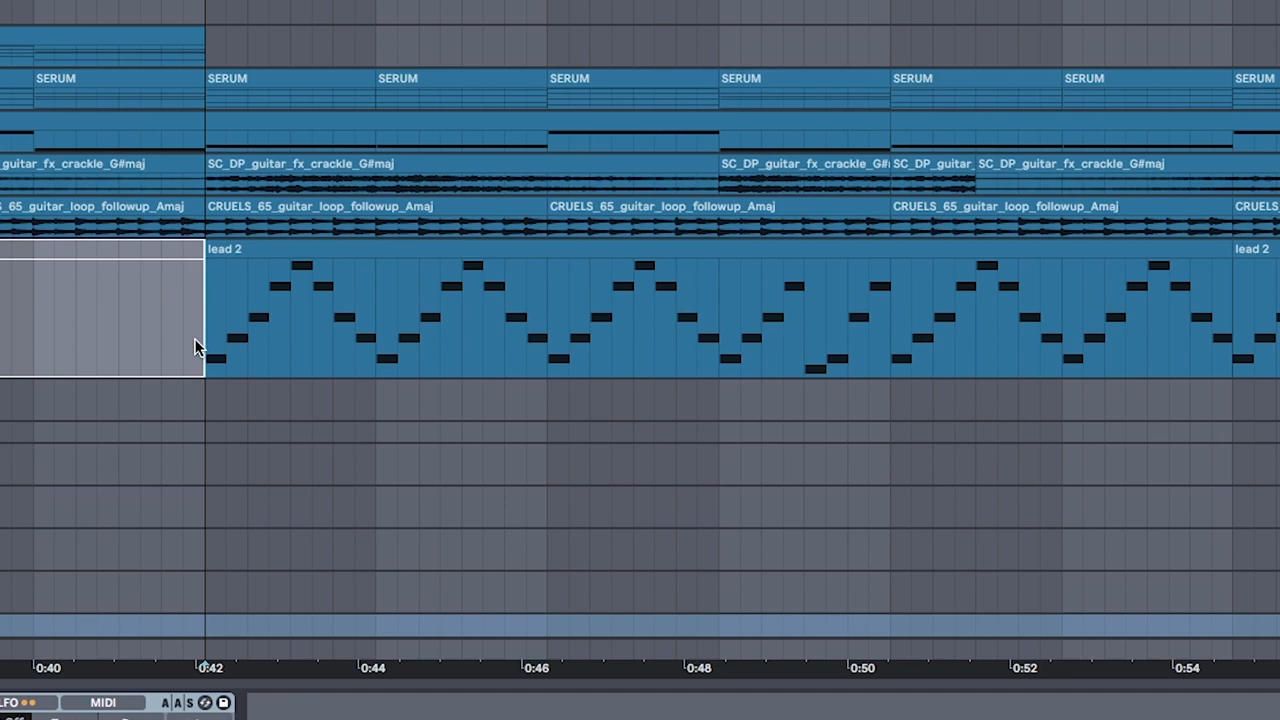 SERUM SERUM SERUM SERUM SERUM SERUM SERUM SERUM
guitar_fx_crackle_G#maj SC_DP_guitar_fx_crackle_G#maj SC_DP_guitar_fx_crackle_G#m SC_DP_guitar_ SC_DP_guitar_fx_crackle_G#maj
S_65_guitar_loop_followup_Amaj CRUELS_65_guitar_loop_followup_Amaj CRUELS_65_guitar_loop_followup_Amaj CRUELS_65_guitar_loop_followup_Amaj CRUELS
lead 2 lead 2
0:40 0:42 0:44 0:46 0:48 0:50 0:52 0:54
LFO MIDI A A S